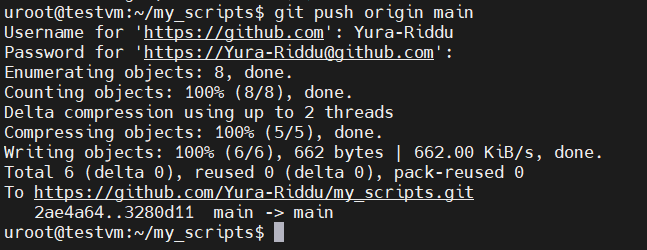 uroot@testvm:~/my_scripts$ git push origin main
Username for 'https://github.com': Yura-Riddu
Password for 'https://Yura-Riddu@github.com':
Enumerating objects: 8, done.
Counting objects: 100% (8/8), done.
Delta compression using up to 2 threads
Compressing objects: 100% (5/5), done.
Writing objects: 100% (6/6), 662 bytes | 662.00 KiB/s, done.
Total 6 (delta 0), reused 0 (delta 0), pack-reused 0
To https://github.com/Yura-Riddu/my_scripts.git
   2ae4a64..3280d11  main -> main
uroot@testvm:~/my_scripts$